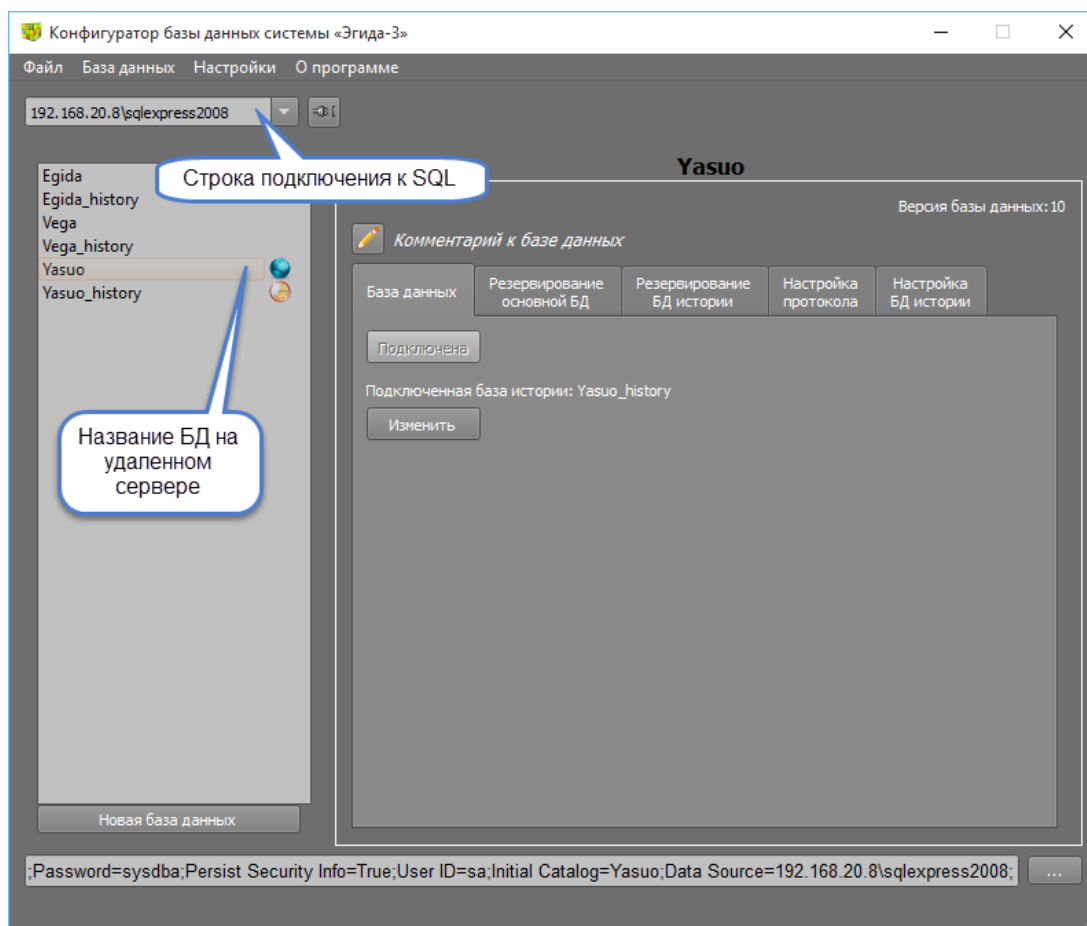 Конфигуратор базы данных системы «Эгида-3»
Файл База данных Настройки О программе
192.168.20.8\sqlexpress2008
Строка подключения к SQL
Egida
Egida_history
Vega
Vega_history
Yasuo
Yasuo_history
Название БД на
удаленном
сервере
Новая база данных
Yasuo
Версия базы данных:10
Комментарий к базе данных
База данных
Резервирование
основной БД
Резервирование
БД истории
Настройка
протокола
Настройка
БД истории
Подключена
Подключенная база истории: Yasuo_history
Изменить
;Password=sysdba;Persist Security Info=True;User ID=sa;Initial Catalog=Yasuo;Data Source=192.168.20.8\sqlexpress2008;
...